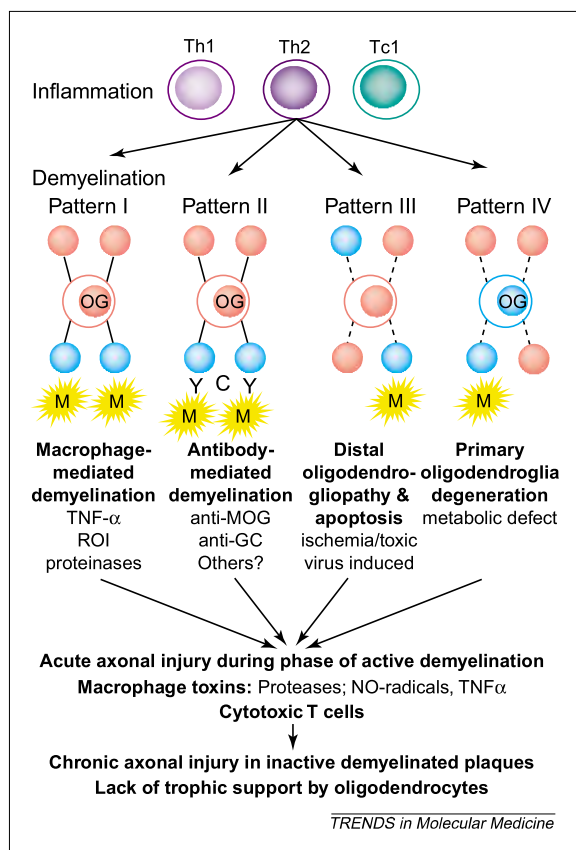 Th1 Th2 Tc1
Inflammation
Demyelination
Pattern I Pattern II Pattern III Pattern IV
OG OG OG
Y C Y
M M M M M M
Macrophage- Antibody- Distal Primary
mediated mediated oligodendro- oligodendroglia
demyelination demyelination gliopathy & degeneration
TNF-α anti-MOG apoptosis metabolic defect
ROI anti-GC ischemia/toxic
proteinases Others? virus induced
Acute axonal injury during phase of active demyelination
Macrophage toxins: Proteases; NO-radicals, TNFα
Cytotoxic T cells
Chronic axonal injury in inactive demyelinated plaques
Lack of trophic support by oligodendrocytes
TRENDS in Molecular Medicine